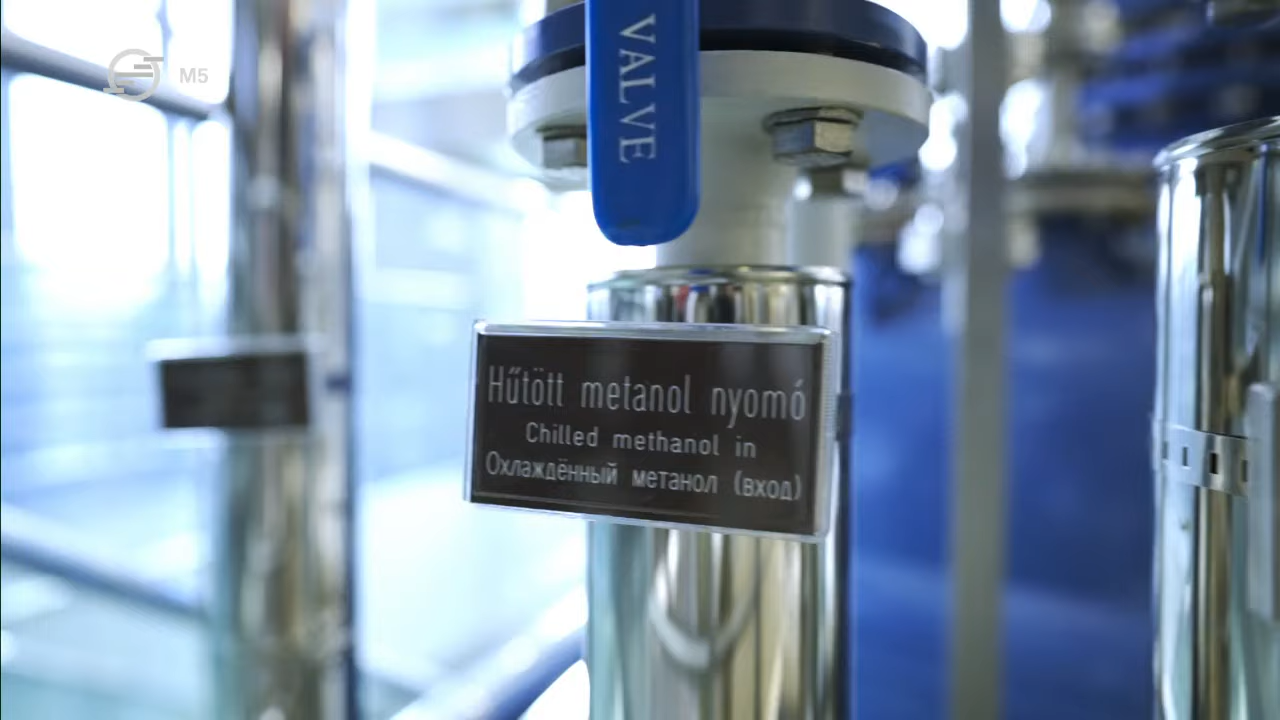 M5
VALVE
Hűtött metanol nyomó
Chilled methanol in
Охлаждённый метанол (вход)